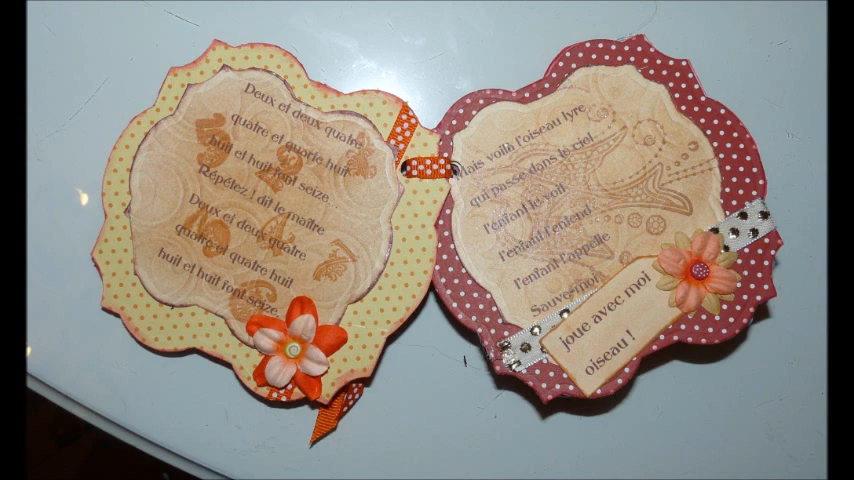 Deux et deux quatre
quatre et quatre huit
huit et huit font seize...
Répétez ! dit le maître
Deux et deux quatre
quatre et quatre huit
huit et huit font seize...
Mais voilà l'oiseau lyre
qui passe dans le ciel
l'enfant le voit
l'enfant l'entend
l'enfant l'appelle
Sauve-moi
joue avec moi
oiseau !